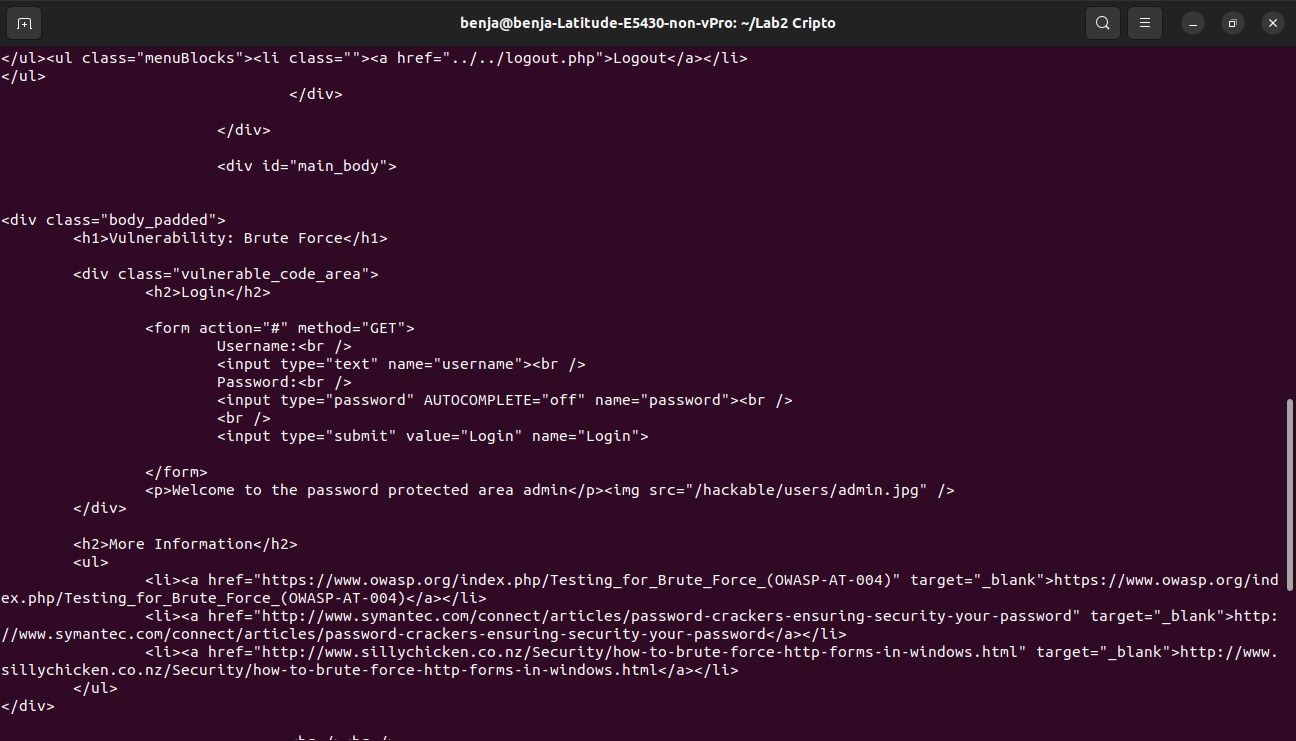 benja@benja-Latitude-E5430-non-vPro: ~/Lab2 Cripto
</ul><ul class="menuBlocks"><li class=""><a href="../../logout.php">Logout</a></li>
</ul>
</div>
</div>
<div id="main_body">
<div class="body_padded">
<h1>Vulnerability: Brute Force</h1>
<div class="vulnerable_code_area">
<h2>Login</h2>
<form action="#" method="GET">
Username:<br />
<input type="text" name="username"><br />
Password:<br />
<input type="password" AUTOCOMPLETE="off" name="password"><br />
<br />
<input type="submit" value="Login" name="Login">
</form>
<p>Welcome to the password protected area admin</p><img src="/hackable/users/admin.jpg" />
</div>
<h2>More Information</h2>
<ul>
<li><a href="https://www.owasp.org/index.php/Testing_for_Brute_Force_(OWASP-AT-004)" target="_blank">https://www.owasp.org/ind
ex.php/Testing_for_Brute_Force_(OWASP-AT-004)</a></li>
<li><a href="http://www.symantec.com/connect/articles/password-crackers-ensuring-security-your-password" target="_blank">http:
//www.symantec.com/connect/articles/password-crackers-ensuring-security-your-password</a></li>
<li><a href="http://www.sillychicken.co.nz/Security/how-to-brute-force-http-forms-in-windows.html" target="_blank">http://www.
sillychicken.co.nz/Security/how-to-brute-force-http-forms-in-windows.html</a></li>
</ul>
</div>